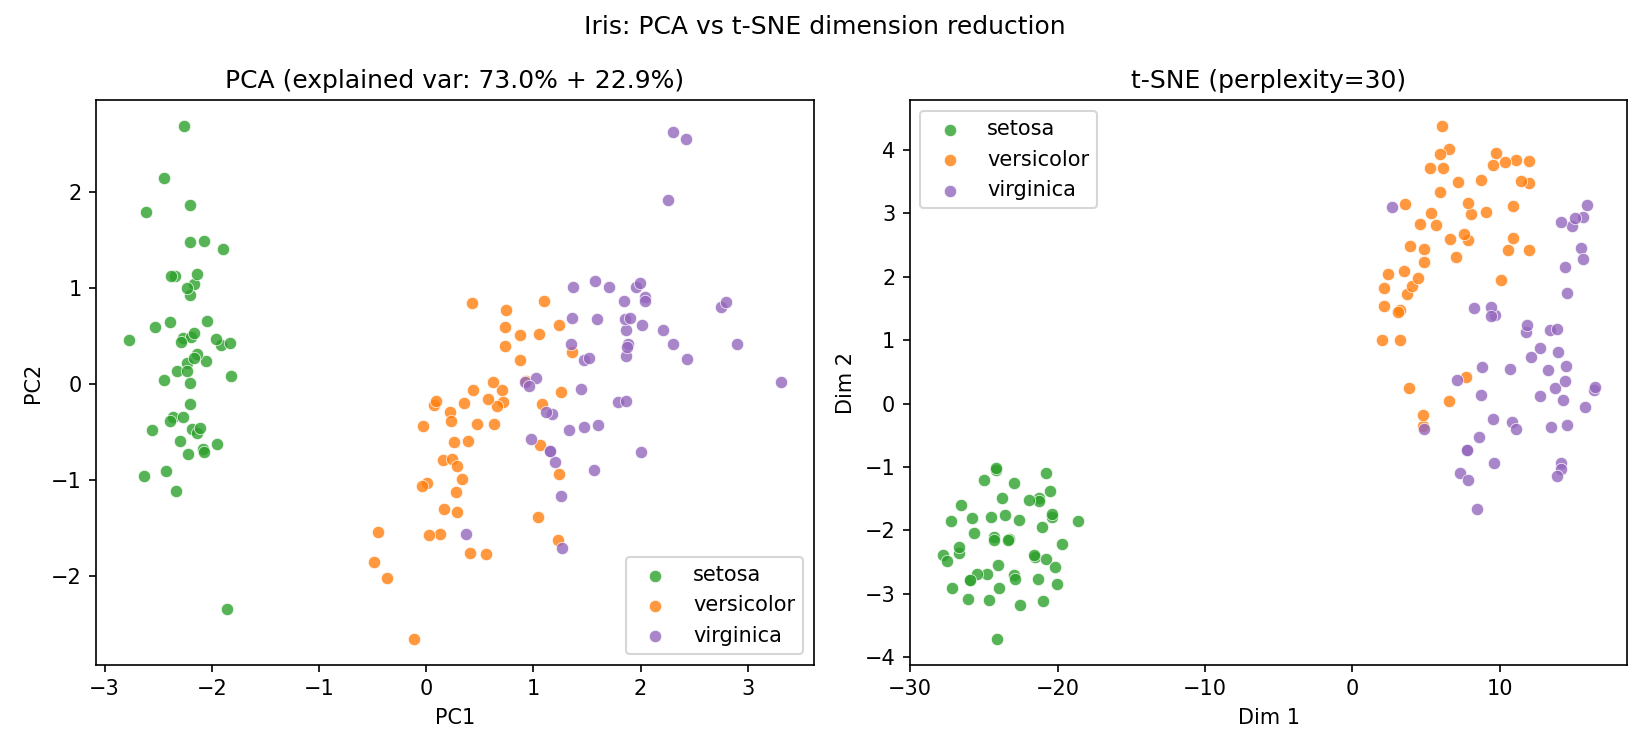 Iris: PCA vs t-SNE dimension reduction
PCA (explained var: 73.0% + 22.9%)
2
1
0
−1
−2
PC2
−3
−2
−1
0
1
2
3
PC1
setosa
versicolor
virginica
t-SNE (perplexity=30)
setosa
versicolor
virginica
4
3
2
1
0
−1
−2
−3
−4
Dim 2
−30
−20
−10
0
10
Dim 1